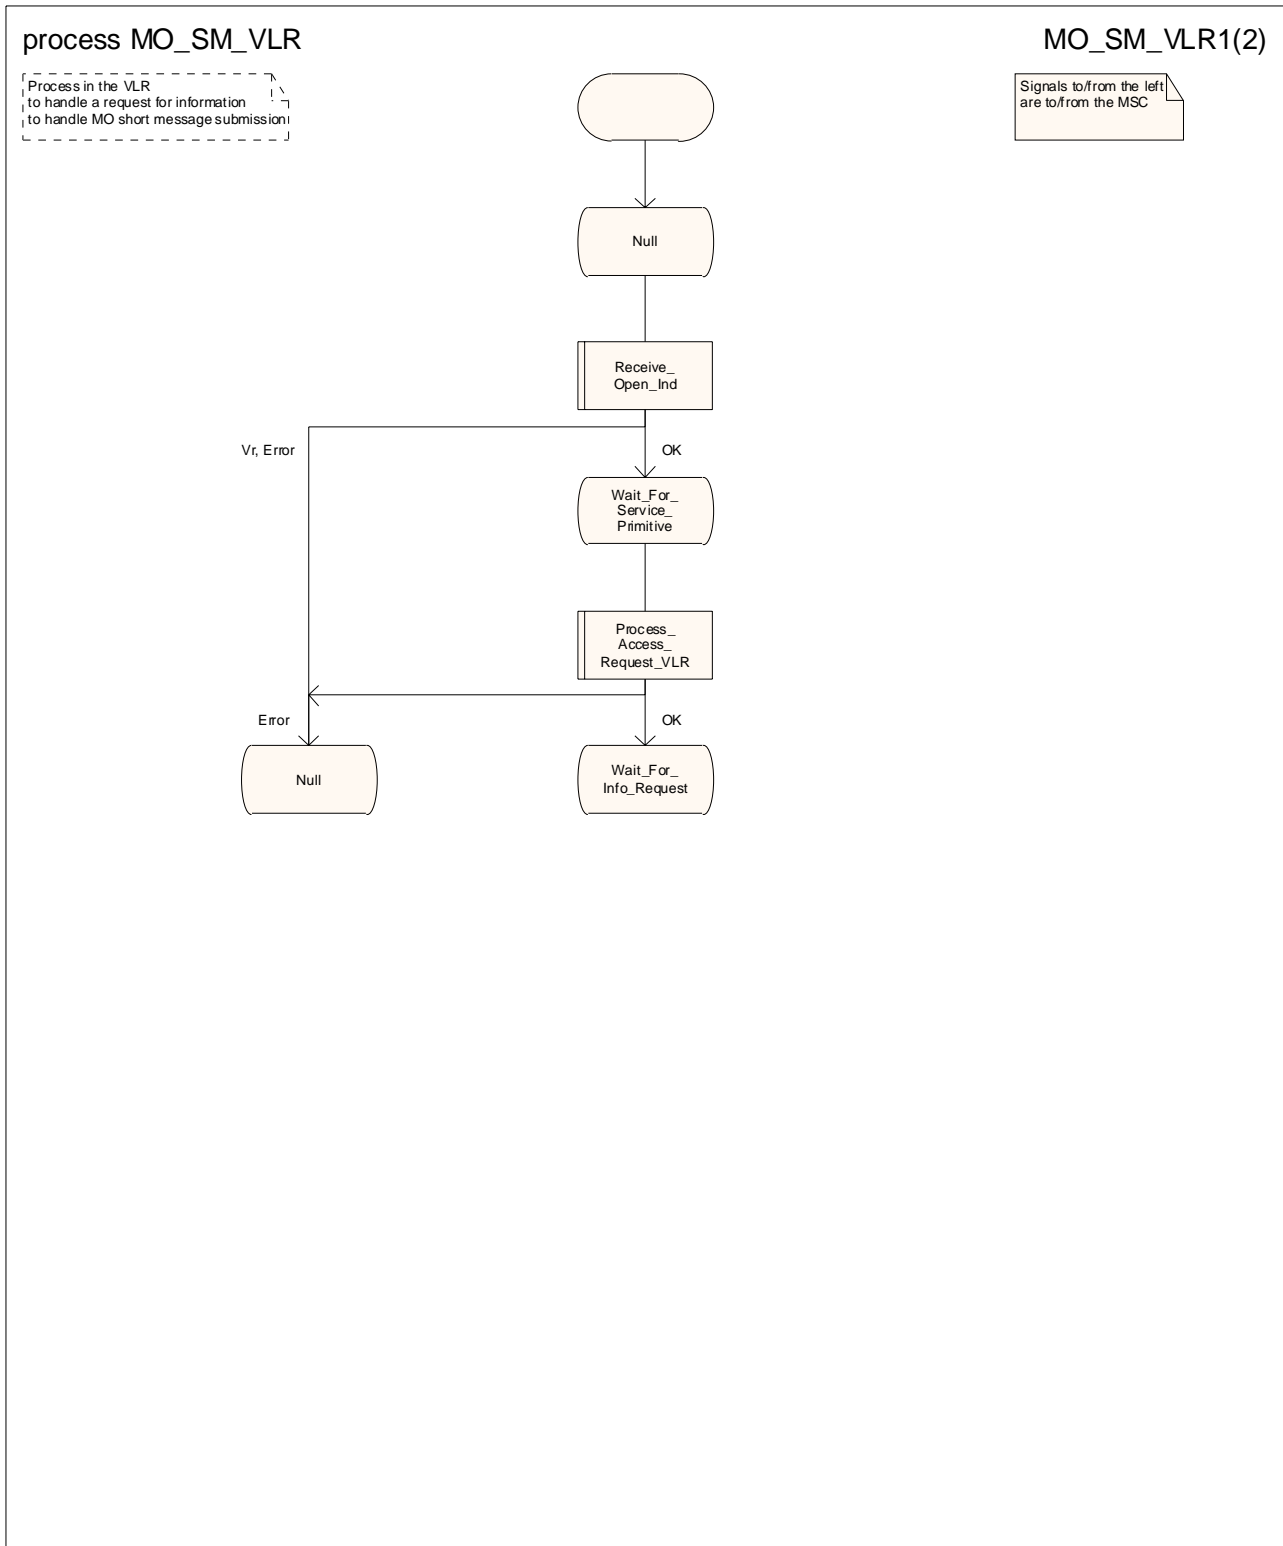 process MO_SM_VLR
MO_SM_VLR1(2)
Process in the VLR
to handle a request for information
to handle MO short message submission
Signals to/from the left
are to/from the MSC
Null
Receive_
Open_Ind
Vr, Error
OK
Wait_For_
Service_
Primitive
Process_
Access_
Request_VLR
Error
OK
Null
Wait_For_
Info_Request